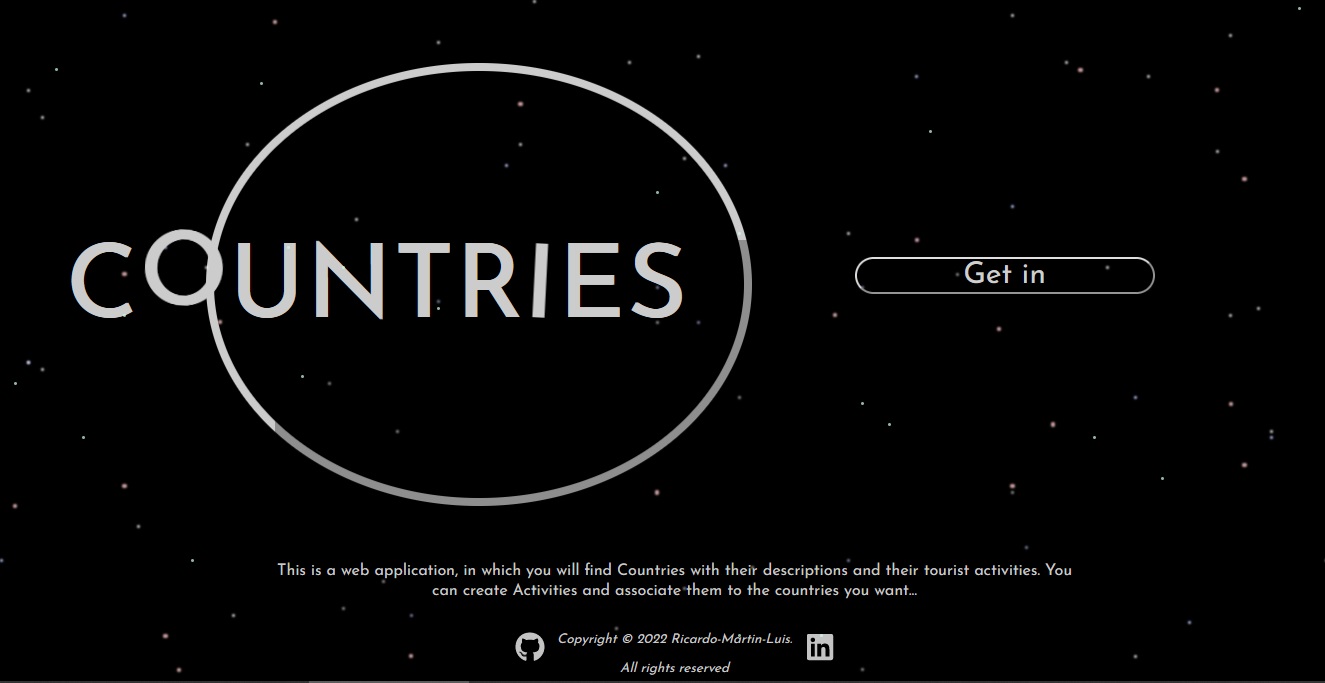 COUNTRIES
Get in
This is a web application, in which you will find Countries with their descriptions and their tourist activities. You
can create Activities and associate them to the countries you want...
Copyright © 2022 Ricardo-Mârtin-Luis.
All rights reserved
in